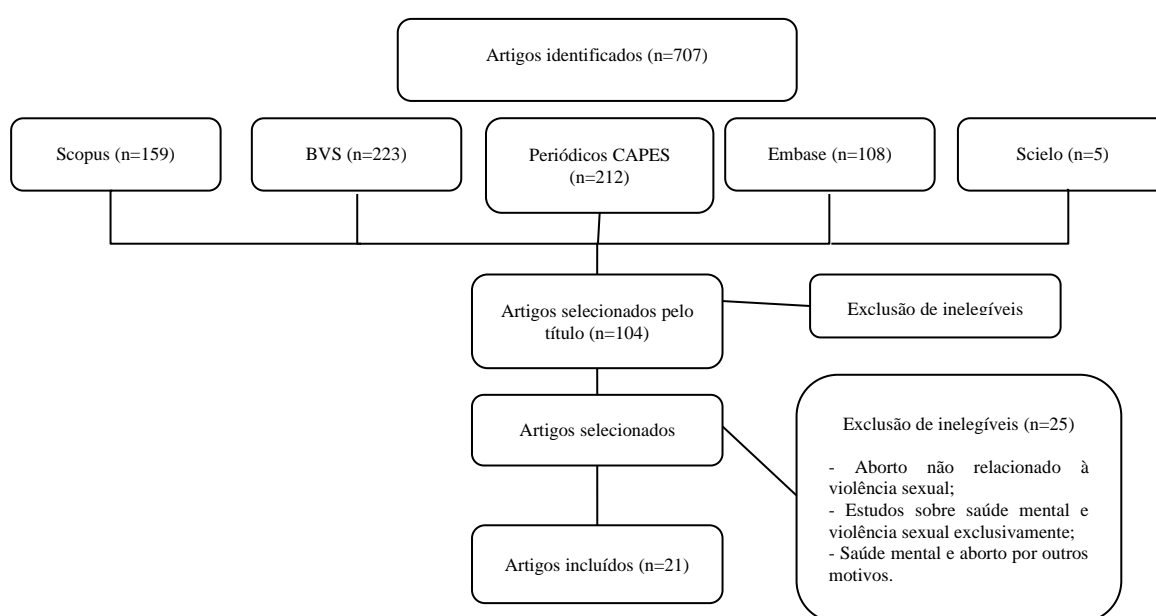 Artigos identificados (n=707)
Scopus (n=159)
BVS (n=223)
Periódicos CAPES
(n=212)
Embase (n=108)
Scielo (n=5)
Artigos selecionados pelo
título (n=104)
Exclusão de inelegíveis
Artigos selecionados
Exclusão de inelegíveis (n=25)
- Aborto não relacionado à
violência sexual;
- Estudos sobre saúde mental e
violência sexual exclusivamente;
- Saúde mental e aborto por outros
motivos.
Artigos incluídos (n=21)